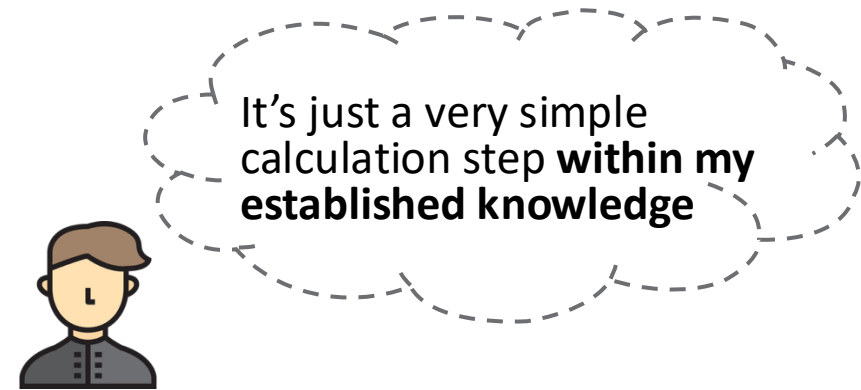 It’s just a very simple
calculation step within my
established knowledge